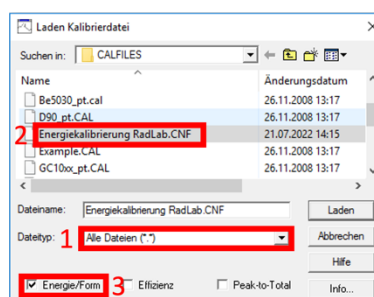 Laden Kalibrierdatei
Suchen in: CALFILES
Name Änderungsdatum
Be5030_pt.cal 26.11.2008 13:17
D90_pt.CAL 26.11.2008 13:17
2 Energiekalibrierung RadLab.CNF 21.07.2022 14:15
Example.CAL 26.11.2008 13:17
GC10xx_pt.CAL 26.11.2008 13:17
Dateiname: Energiekalibrierung RadLab.CNF Laden
Dateityp: 1 Alle Dateien (*.*) Abbrechen
Hilfe
Energie/Form 3 Effizienz Peak-to-Total Info...